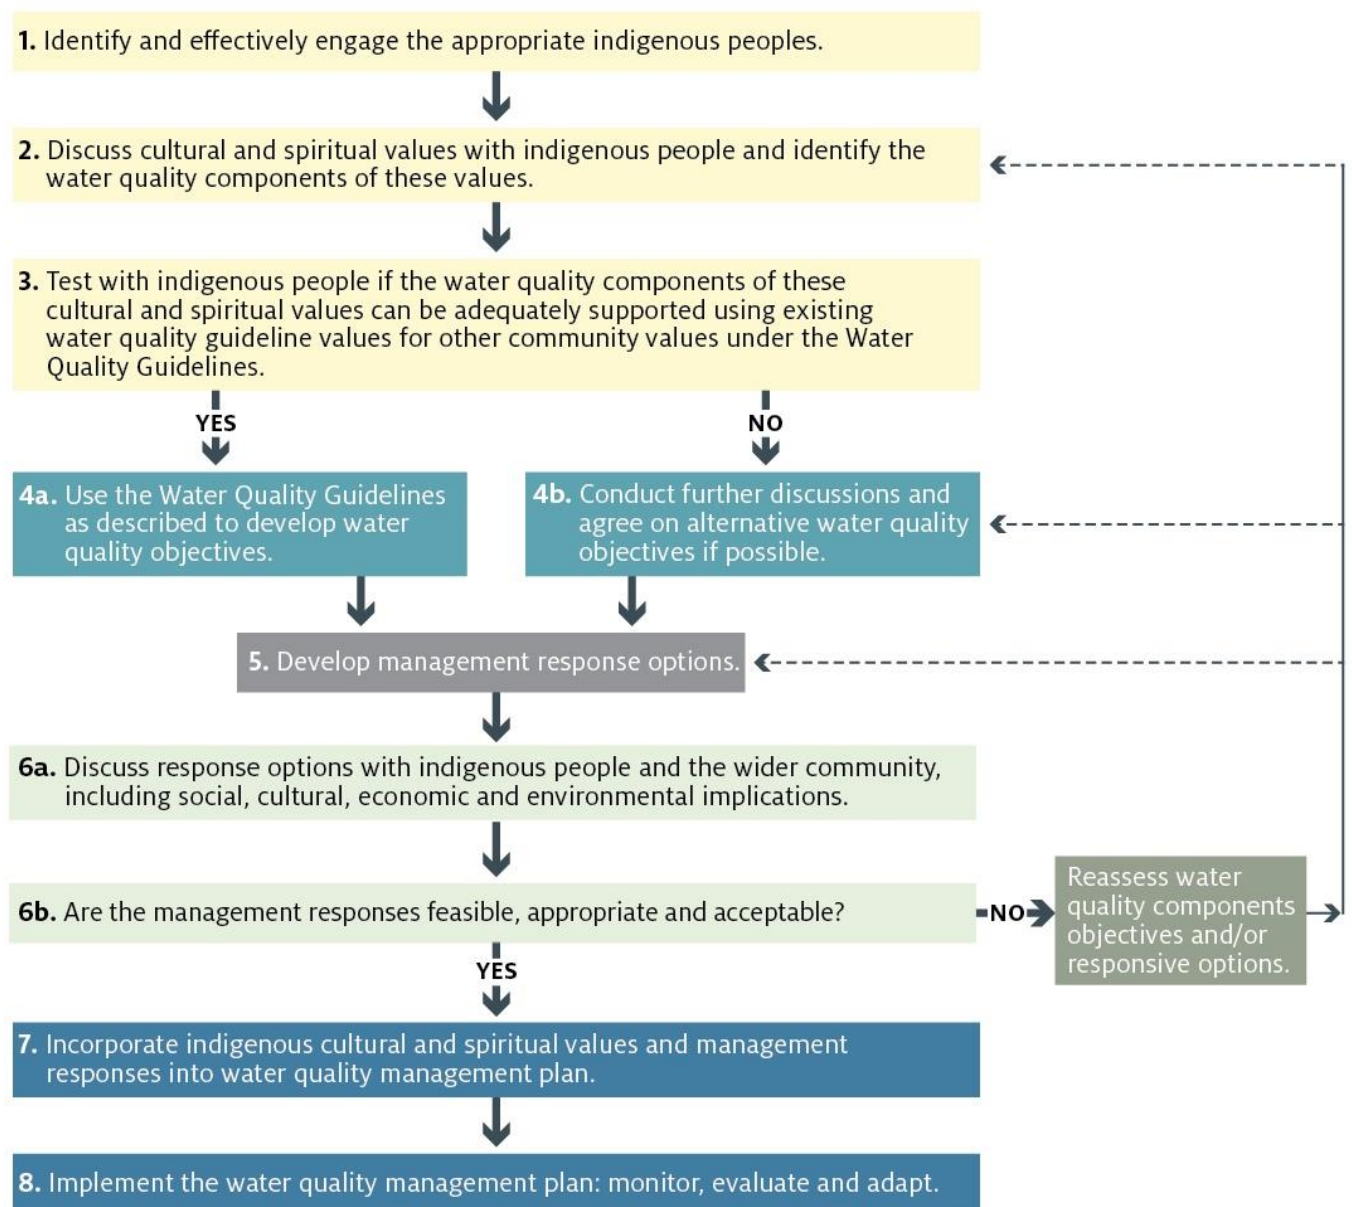 1. Identify and effectively engage the appropriate indigenous peoples.
2. Discuss cultural and spiritual values with indigenous people and identify the
water quality components of these values.
3. Test with indigenous people if the water quality components of these
cultural and spiritual values can be adequately supported using existing
water quality guideline values for other community values under the Water
Quality Guidelines.
YES
NO
4a. Use the Water Quality Guidelines
as described to develop water
quality objectives.
4b. Conduct further discussions and
agree on alternative water quality
objectives if possible.
5. Develop management response options.
6a. Discuss response options with indigenous people and the wider community,
including social, cultural, economic and environmental implications.
6b. Are the management responses feasible, appropriate and acceptable?
NO
Reassess water
quality components
objectives and/or
responsive options.
YES
7. Incorporate indigenous cultural and spiritual values and management
responses into water quality management plan.
8. Implement the water quality management plan: monitor, evaluate and adapt.